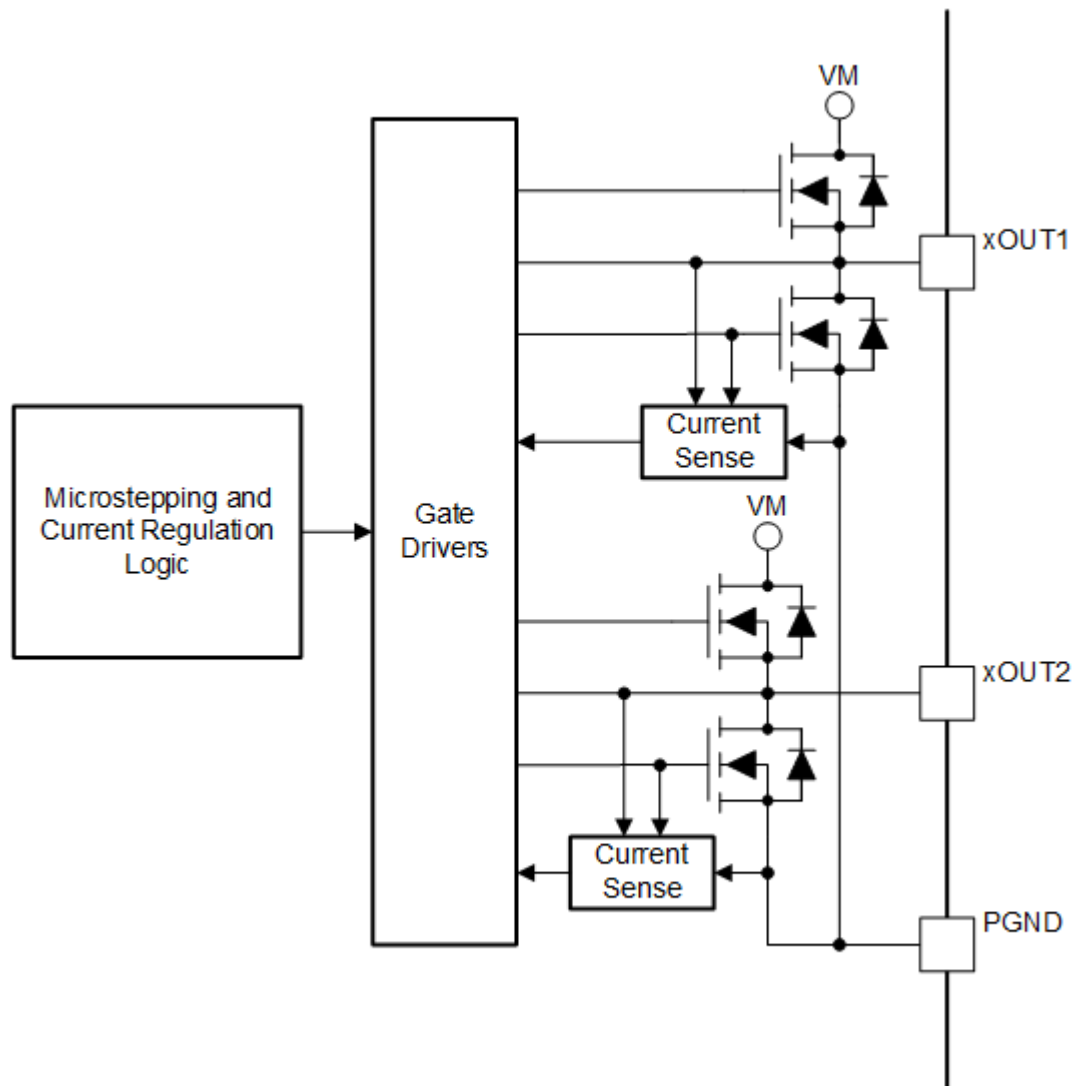 VM
xOUT1
Current
Sense
Microstepping and
Current Regulation
Logic
Gate
Drivers
VM
xOUT2
Current
Sense
PGND